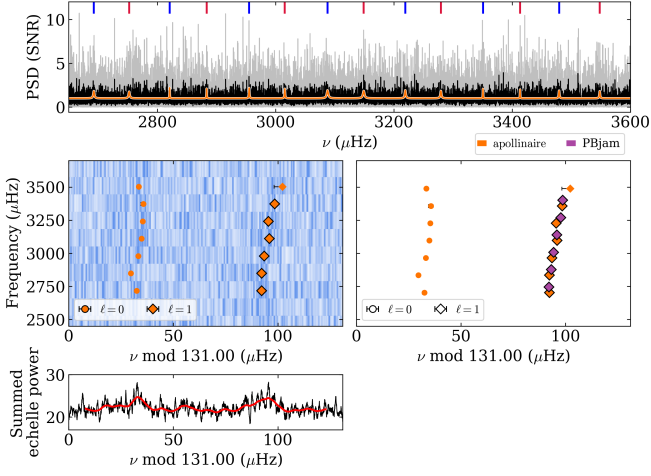 PSD (SNR)
10
5
0
2800
3000
3200
3400
3600
ν (μHz)
apollinaire
PBjam
Frequency (μHz)
3500
3250
3000
2750
2500
ℓ = 0
ℓ = 1
0
50
100
ν mod 131.00 (μHz)
ℓ = 0
ℓ = 1
0
50
100
ν mod 131.00 (μHz)
Summed
echelle power
30
20
0
50
100
ν mod 131.00 (μHz)